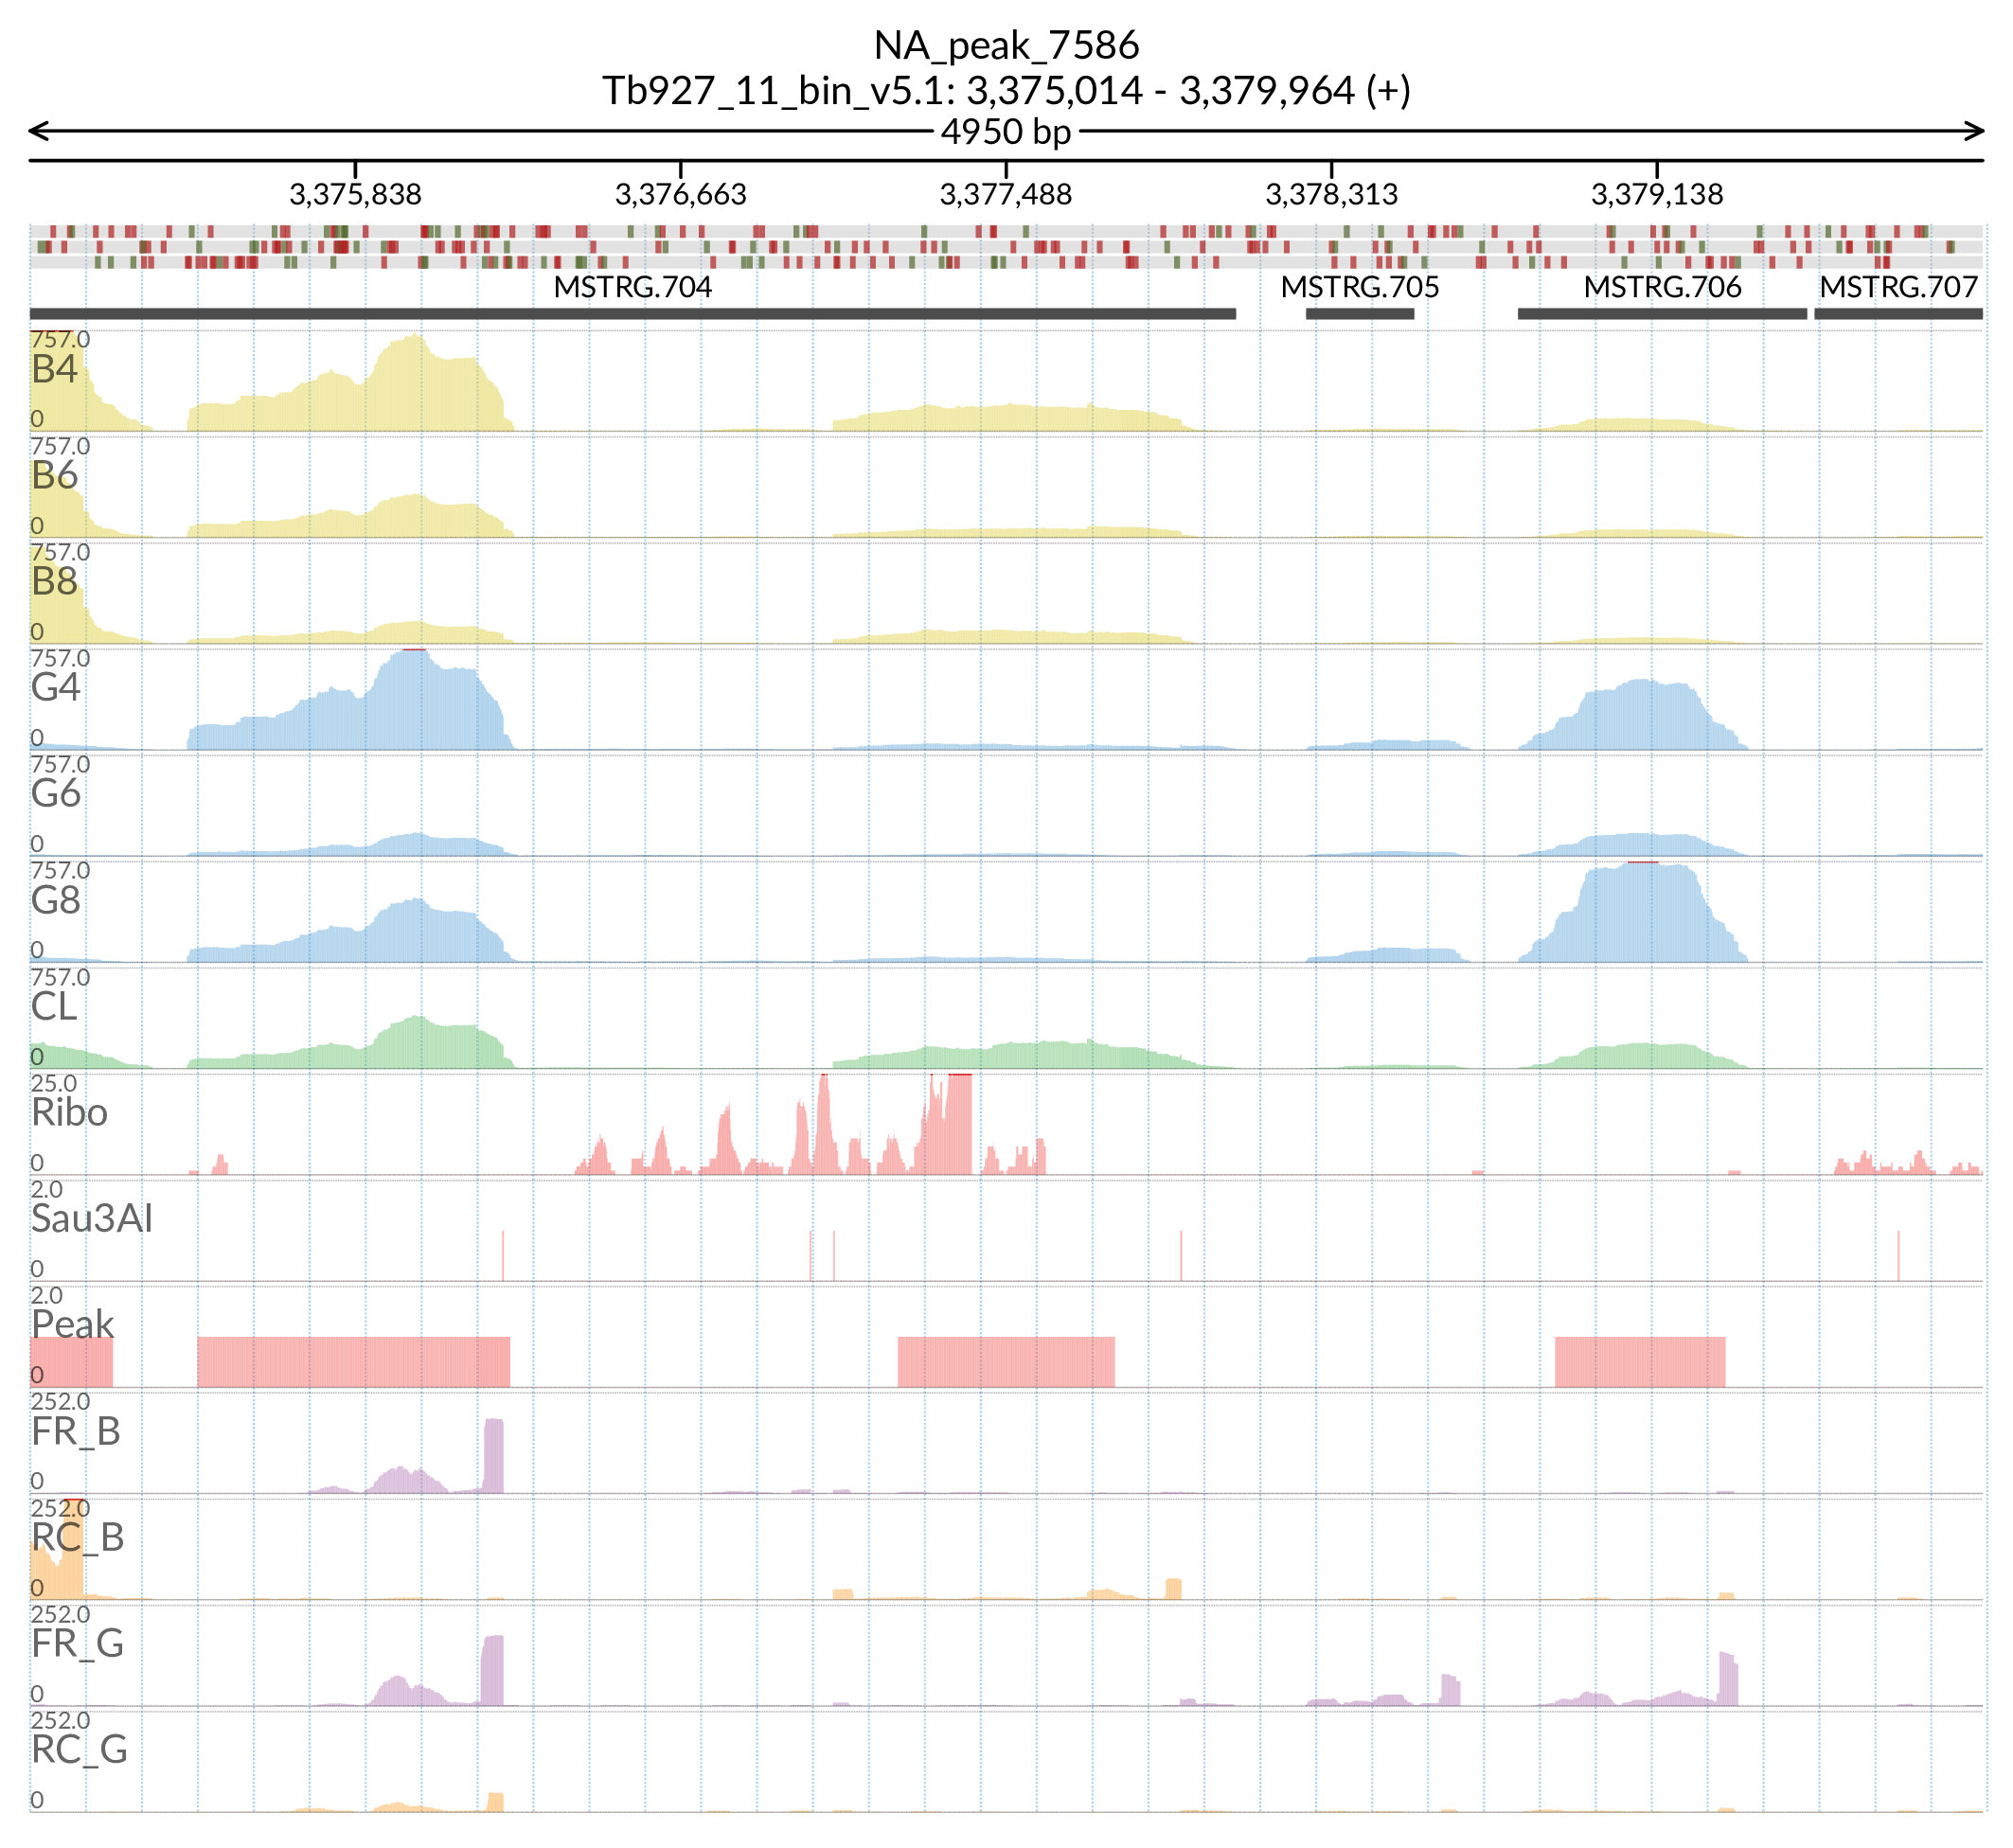 NA_peak_7586
Tb927_11_bin_v5.1: 3,375,014 - 3,379,964 (+)
4950 bp
3,375,838 3,376,663 3,377,488 3,378,313 3,379,138
MSTRG.704 MSTRG.705 MSTRG.706 MSTRG.707
757.0
B4
0
757.0
B6
0
757.0
B8
0
757.0
G4
0
757.0
G6
0
757.0
G8
0
757.0
CL
0
25.0
Ribo
0
2.0
Sau3AI
0
2.0
Peak
0
252.0
FR_B
0
252.0
RC_B
0
252.0
FR_G
0
252.0
RC_G
0